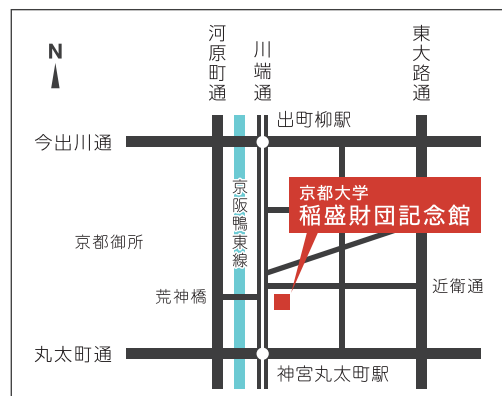 N
河原町通
川端通
東大路通
出町柳駅
今出川通
京都大学
稲盛財団記念館
京阪鴨東線
京都御所
荒神橋
近衛通
丸太町通
神宮丸太町駅